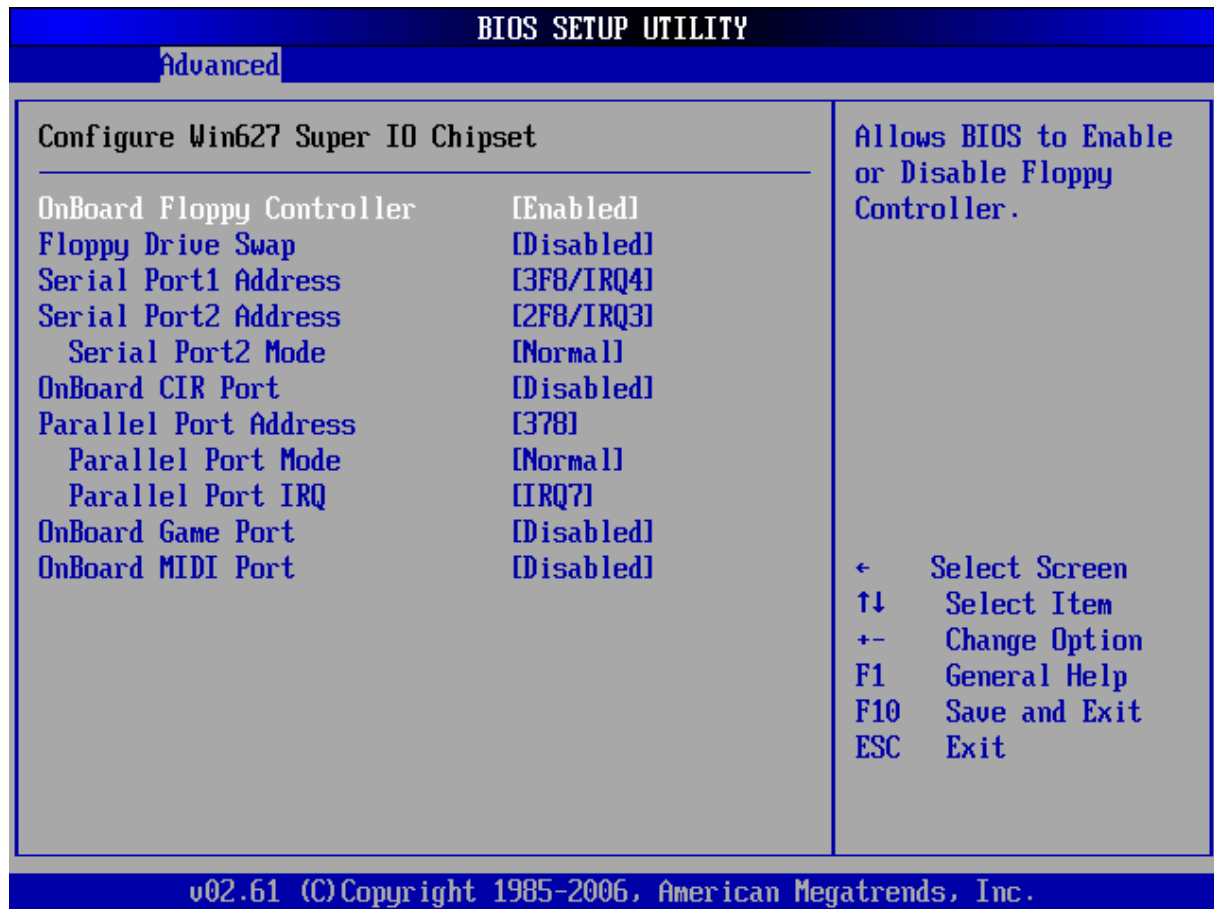 BIOS SETUP UTILITY
Advanced
Configure Win627 Super IO Chipset
OnBoard Floppy Controller [Enabled]
Floppy Drive Swap [Disabled]
Serial Port1 Address [3F8/IRQ4]
Serial Port2 Address [2F8/IRQ3]
Serial Port2 Mode [Normal]
OnBoard CIR Port [Disabled]
Parallel Port Address [378]
Parallel Port Mode [Normal]
Parallel Port IRQ [IRQ7]
OnBoard Game Port [Disabled]
OnBoard MIDI Port [Disabled]
Allows BIOS to Enable
or Disable Floppy
Controller.
← Select Screen
↑↓ Select Item
+- Change Option
F1 General Help
F10 Save and Exit
ESC Exit
v02.61 (C)Copyright 1985-2006, American Megatrends, Inc.